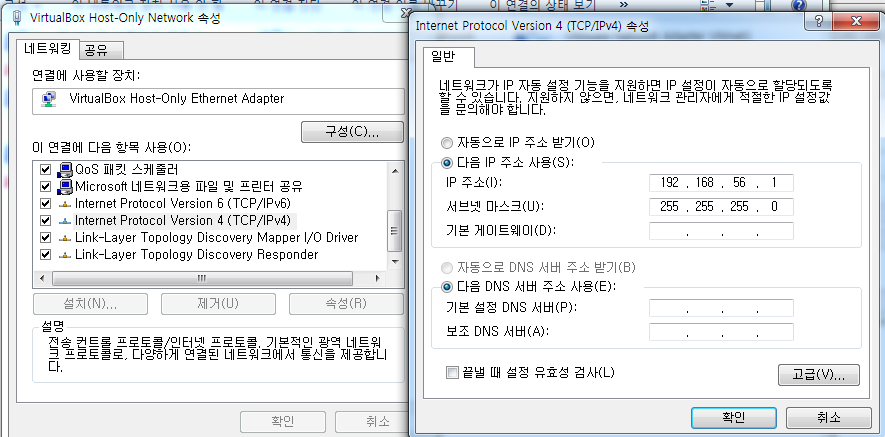 VirtualBox Host-Only Network 속성
네트워킹
공유
연결에 사용할 장치:
VirtualBox Host-Only Ethernet Adapter
구성(C)...
이 연결에 다음 항목 사용(O):
QoS 패킷 스케줄러
Microsoft 네트워크용 파일 및 프린터 공유
Internet Protocol Version 6 (TCP/IPv6)
Internet Protocol Version 4 (TCP/IPv4)
Link-Layer Topology Discovery Mapper I/O Driver
Link-Layer Topology Discovery Responder
설치(N)...
제거(U)
속성(R)
설명
전송 컨트롤 프로토콜/인터넷 프로토콜. 기본적인 광역 네트워
크 프로토콜로, 다양하게 연결된 네트워크에서 통신을 제공합니
다.
확인
취소
Internet Protocol Version 4 (TCP/IPv4) 속성
일반
네트워크가 IP 자동 설정 기능을 지원하면 IP 설정이 자동으로 할당되도록
할 수 있습니다. 지원하지 않으면, 네트워크 관리자에게 적절한 IP 설정값
을 문의해야 합니다.
자동으로 IP 주소 받기(O)
다음 IP 주소 사용(S):
IP 주소(I):
192 . 168 . 56 . 1
서브넷 마스크(U):
255 . 255 . 255 . 0
기본 게이트웨이(D):
. . .
자동으로 DNS 서버 주소 받기(B)
다음 DNS 서버 주소 사용(E):
기본 설정 DNS 서버(P):
. . .
보조 DNS 서버(A):
. . .
끝낼 때 설정 유효성 검사(L)
고급(V)...
확인
취소